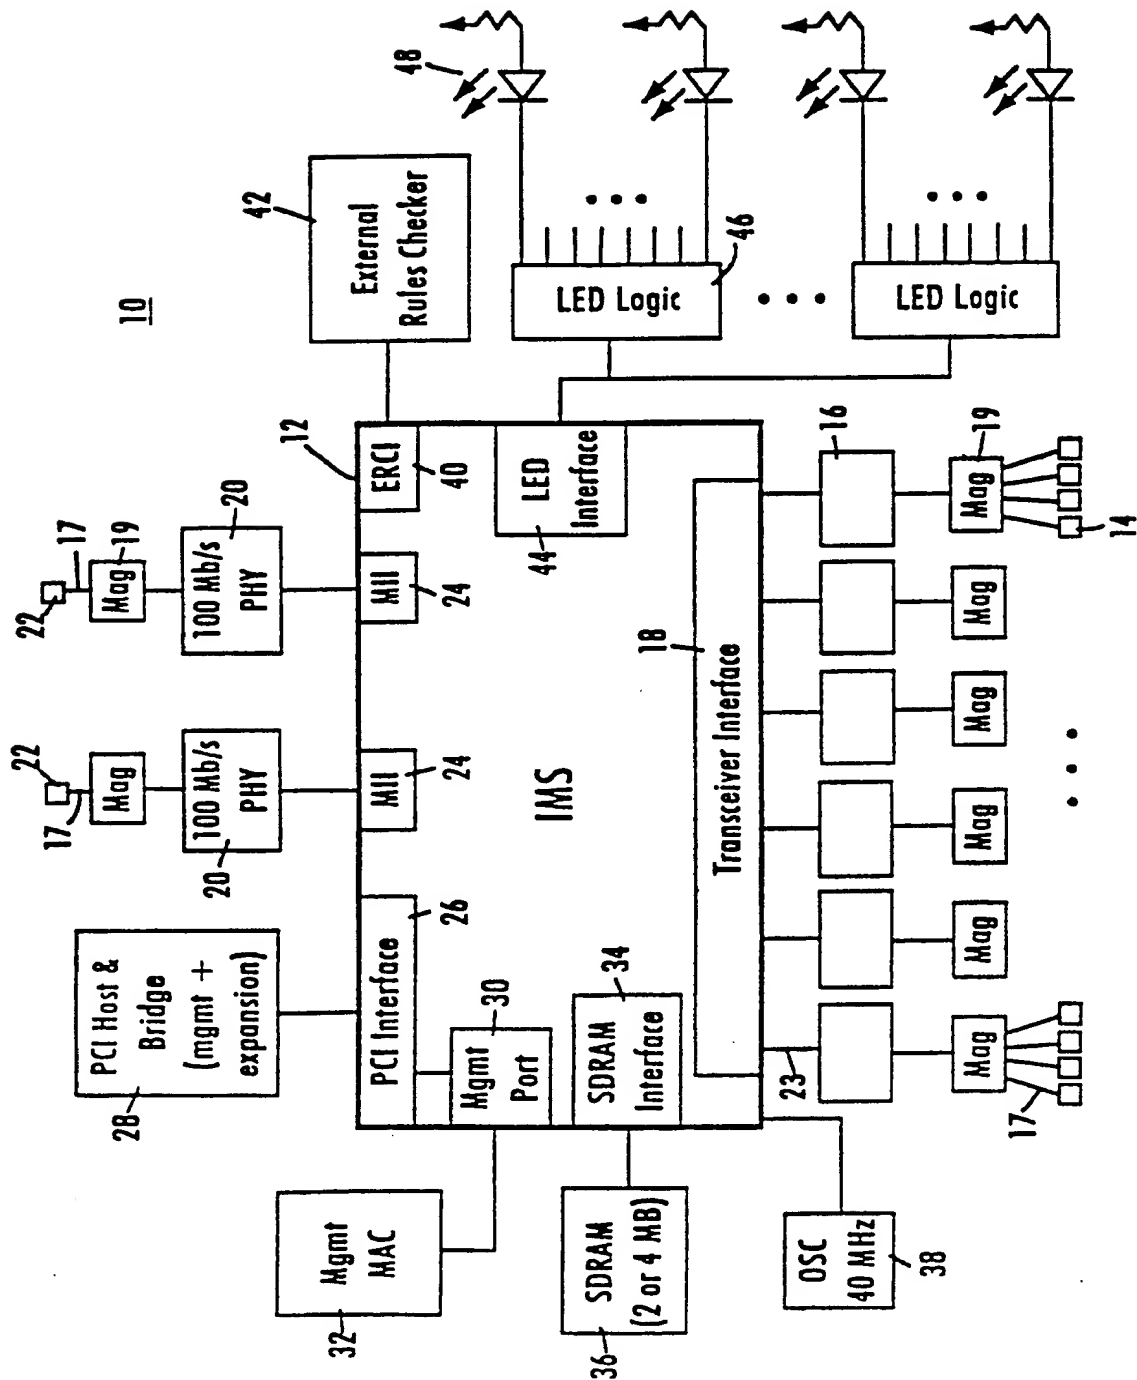 10
22
22
17
17
28
PCI Host &
Bridge
(mgmt +
expansion)
Mag
Mag
19
20
100 Mb/s
PHY
100 Mb/s
PHY
20
42
External
Rules Checker
12
32
Mgmt
MAC
PCI Interface
26
MII
24
MII
24
ERCI
40
Mgmt
Port
30
48
IMS
44
LED
Interface
LED Logic
46
36
SDRAM
(2 or 4 MB)
SDRAM
Interface
34
18
Transceiver Interface
OSC
40 MHz
38
23
16
LED Logic
Mag
Mag
Mag
Mag
Mag
Mag
19
17
14